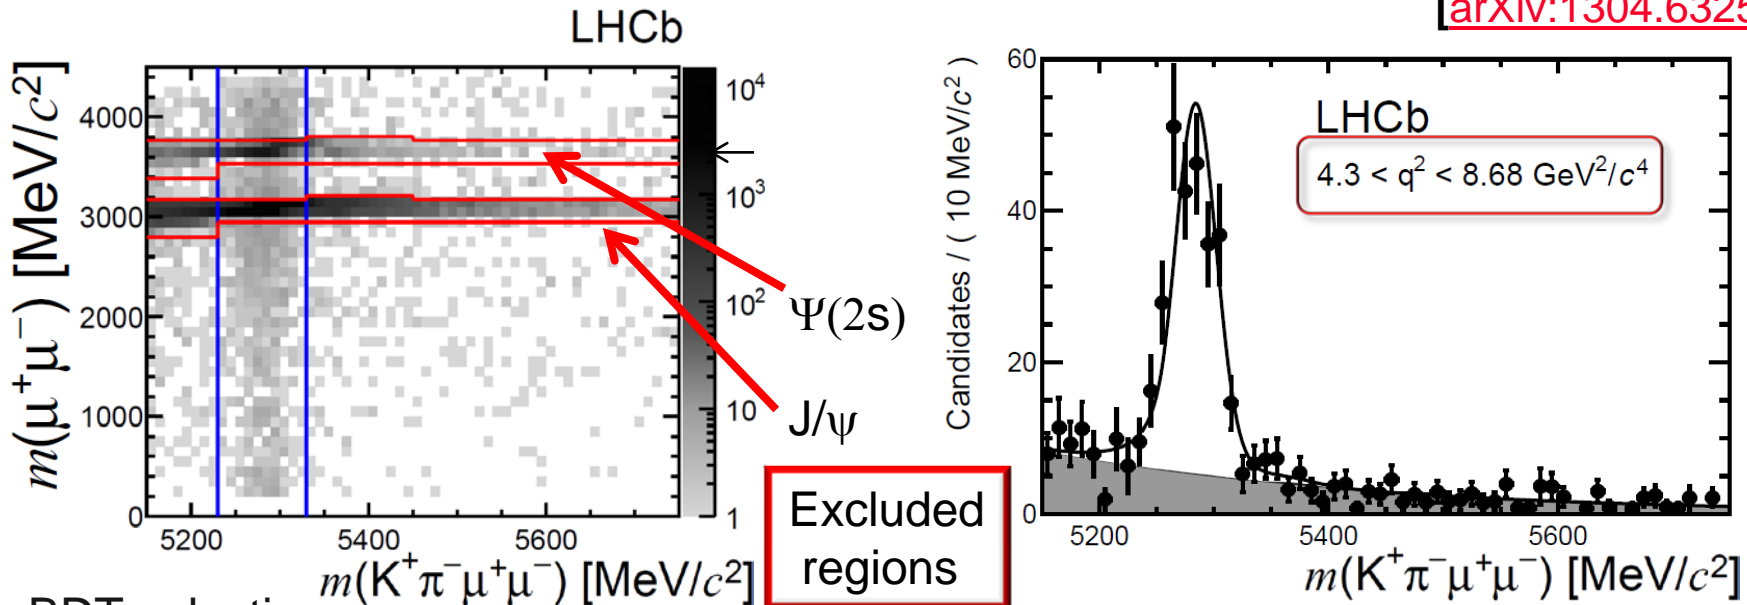 LHCb
[arXiv:1304.6325
m(μ⁺μ⁻) [MeV/c²]
4000
3000
2000
1000
0
5200
5400
5600
m(K⁺π⁻μ⁺μ⁻) [MeV/c²]
10⁴
10³
10²
10
1
Ψ(2s)
J/ψ
Excluded
regions
Candidates / ( 10 MeV/c² )
60
40
20
0
LHCb
4.3 < q² < 8.68 GeV²/c⁴
5200
5400
5600
m(K⁺π⁻μ⁺μ⁻) [MeV/c²]